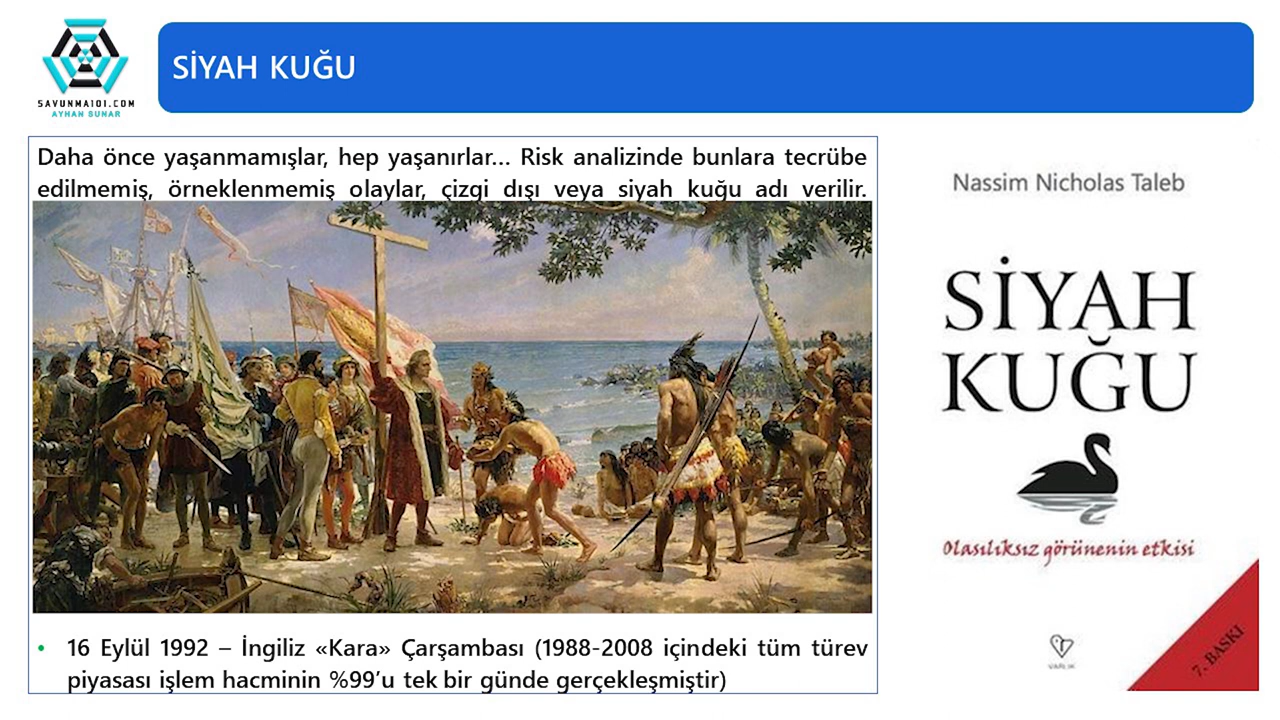 SAVUNMA101.COM
AYHAN SUNAR
SİYAH KUĞU
Daha önce yaşanmamışlar, hep yaşanırlar... Risk analizinde bunlara tecrübe
edilmemiş, örneklenmemiş olaylar, çizgi dışı veya siyah kuğu adı verilir.
• 16 Eylül 1992 – İngiliz «Kara» Çarşambası (1988-2008 içindeki tüm türev
piyasası işlem hacminin %99’u tek bir günde gerçekleşmiştir)
Nassim Nicholas Taleb
SİYAH
KUĞU
Olasılıksız görünenin etkisi
VARLIK
7. BASKI